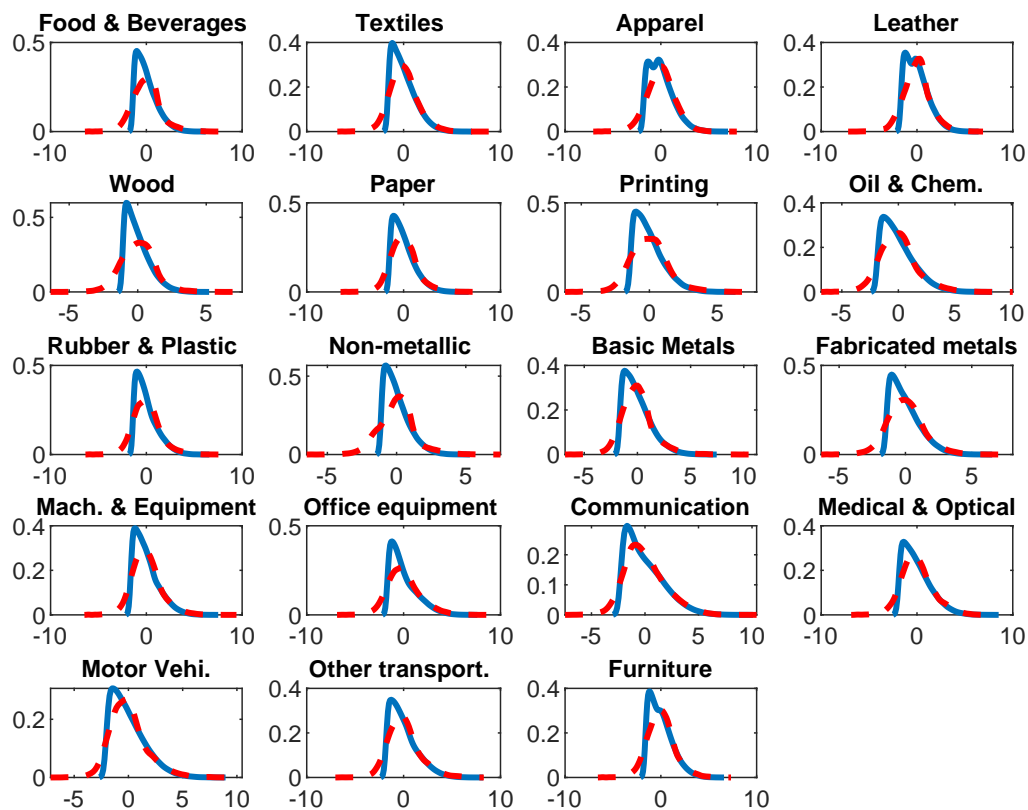 Food & Beverages Textiles Apparel Leather
0.5 0.4 0.4 0.4
0.2 0.2 0.2
0 0 0 0
-10 0 10 -10 0 10 -10 0 10 -10 0 10
Wood Paper Printing Oil & Chem.
0.5 0.5 0.5 0.4
0.2
0 0 0 0
-5 0 5 -10 0 10 -5 0 5 -5 0 5 10
Rubber & Plastic Non-metallic Basic Metals Fabricated metals
0.5 0.5 0.4 0.5
0.2
0 0 0 0
-10 0 10 -5 0 5 -5 0 5 10 -5 0 5
Mach. & Equipment Office equipment Communication Medical & Optical
0.4 0.5 0.2 0.4
0.2 0.1 0.2
0 0 0 0
-10 0 10 -10 0 10 -5 0 5 10 -10 0 10
Motor Vehi. Other transport. Furniture
0.2 0.4 0.4
0.2 0.2
0 0 0
-5 0 5 10 -10 0 10 -10 0 10